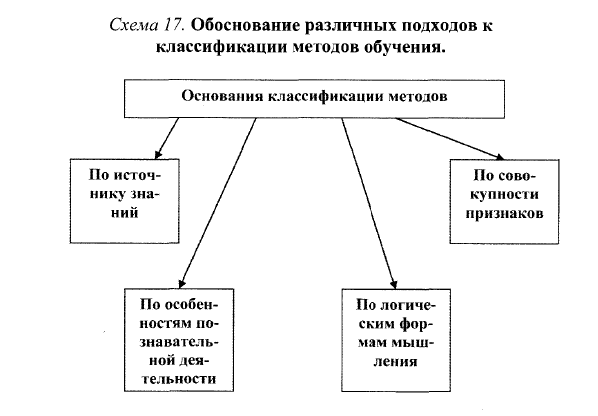 Схема 17. Обоснование различных подходов к
классификации методов обучения.
Основания классификации методов
По источ-
нику зна-
ний
По сово-
купности
признаков
По особен-
ностям по-
знаватель-
ной дея-
тельности
По логиче-
ским фор-
мам мыш-
ления